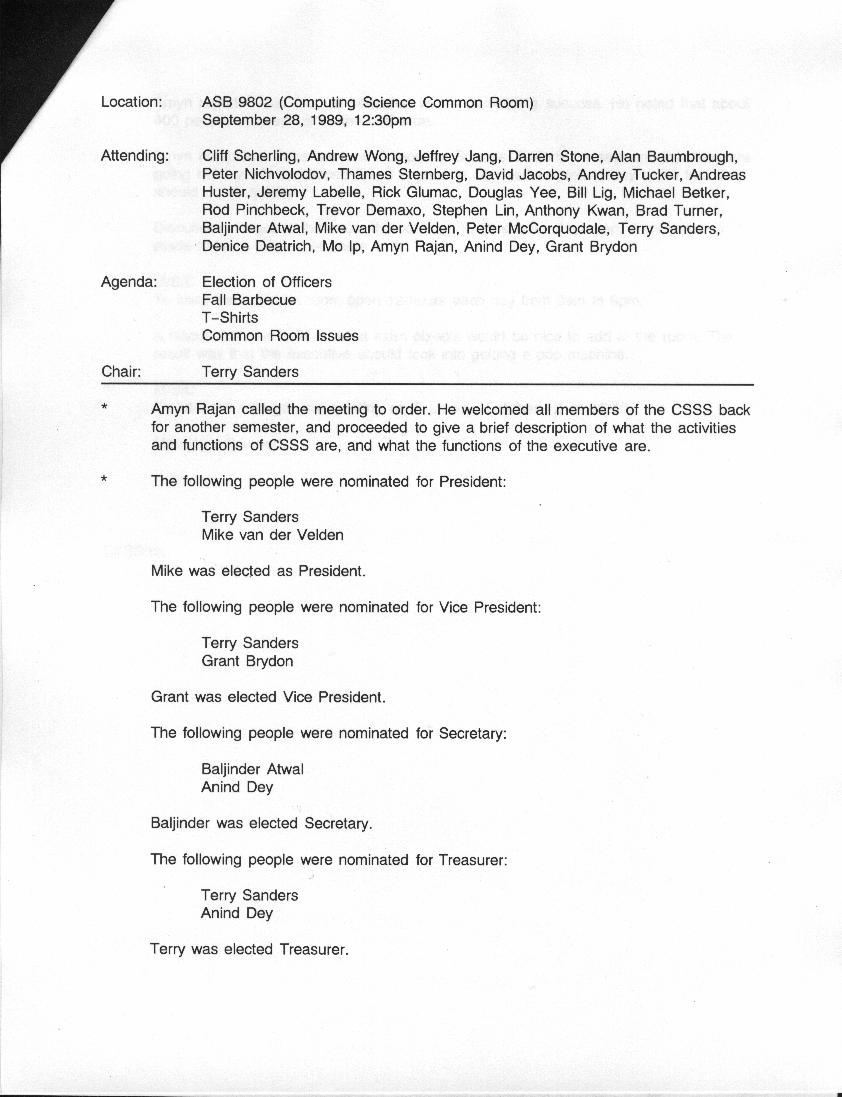 Location: ASB 9802 (Computing Science Common Room)
September 28, 1989, 12:30pm
Attending: Cliff Scherling, Andrew Wong, Jeffrey Jang, Darren Stone, Alan Baumbrough,
Peter Nichvolodov, Thames Sternberg, David Jacobs, Andrey Tucker, Andreas
Huster, Jeremy Labelle, Rick Glumac, Douglas Yee, Bill Lig, Michael Betker,
Rod Pinchbeck, Trevor Demaxo, Stephen Lin, Anthony Kwan, Brad Turner,
Baljinder Atwal, Mike van der Velden, Peter McCorquodale, Terry Sanders,
Denice Deatrich, Mo Ip, Amyn Rajan, Anind Dey, Grant Brydon
Agenda: Election of Officers
Fall Barbecue
T-Shirts
Common Room Issues
Chair: Terry Sanders
* Amyn Rajan called the meeting to order. He welcomed all members of the CSSS back
for another semester, and proceeded to give a brief description of what the activities
and functions of CSSS are, and what the functions of the executive are.
* The following people were nominated for President:
Terry Sanders
Mike van der Velden
Mike was elected as President.
The following people were nominated for Vice President:
Terry Sanders
Grant Brydon
Grant was elected Vice President.
The following people were nominated for Secretary:
Baljinder Atwal
Anind Dey
Baljinder was elected Secretary.
The following people were nominated for Treasurer:
Terry Sanders
Anind Dey
Terry was elected Treasurer.